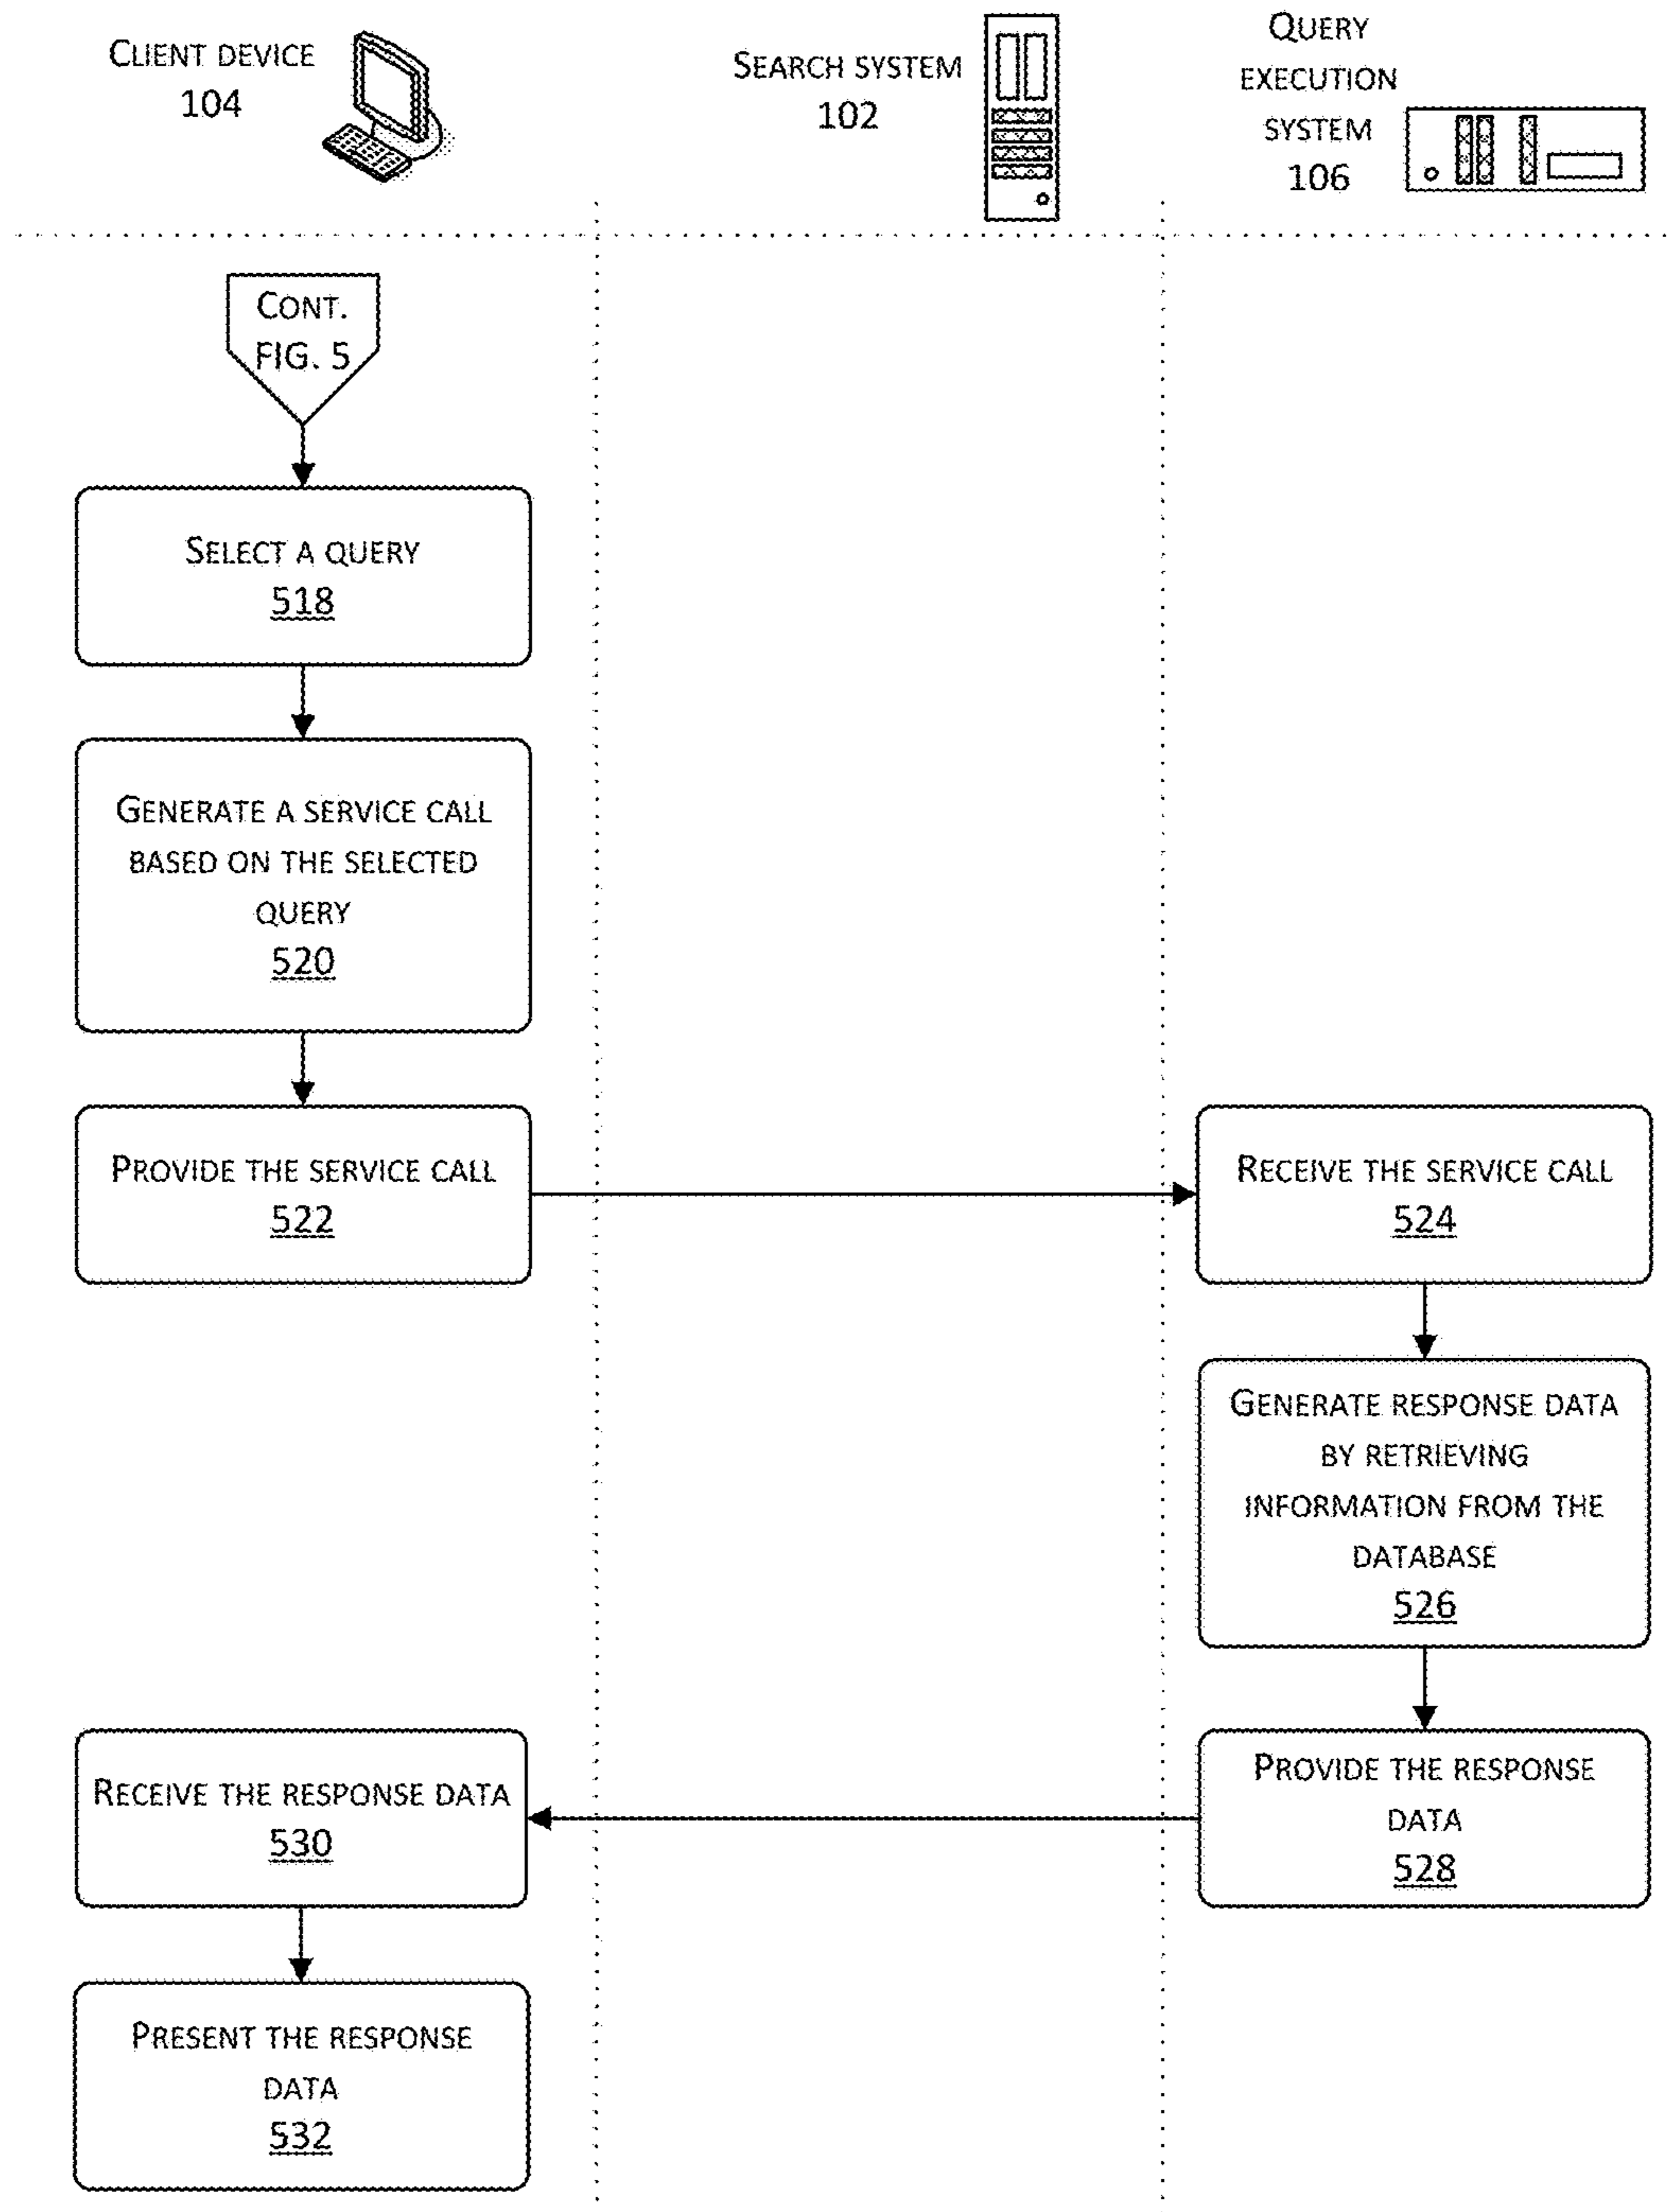 CLIENT DEVICE
104
SEARCH SYSTEM
102
QUERY
EXECUTION
SYSTEM
106
CONT.
FIG. 5
SELECT A QUERY
518
GENERATE A SERVICE CALL
BASED ON THE SELECTED
QUERY
520
PROVIDE THE SERVICE CALL
522
RECEIVE THE SERVICE CALL
524
GENERATE RESPONSE DATA
BY RETRIEVING
INFORMATION FROM THE
DATABASE
526
PROVIDE THE RESPONSE
DATA
528
RECEIVE THE RESPONSE DATA
530
PRESENT THE RESPONSE
DATA
532